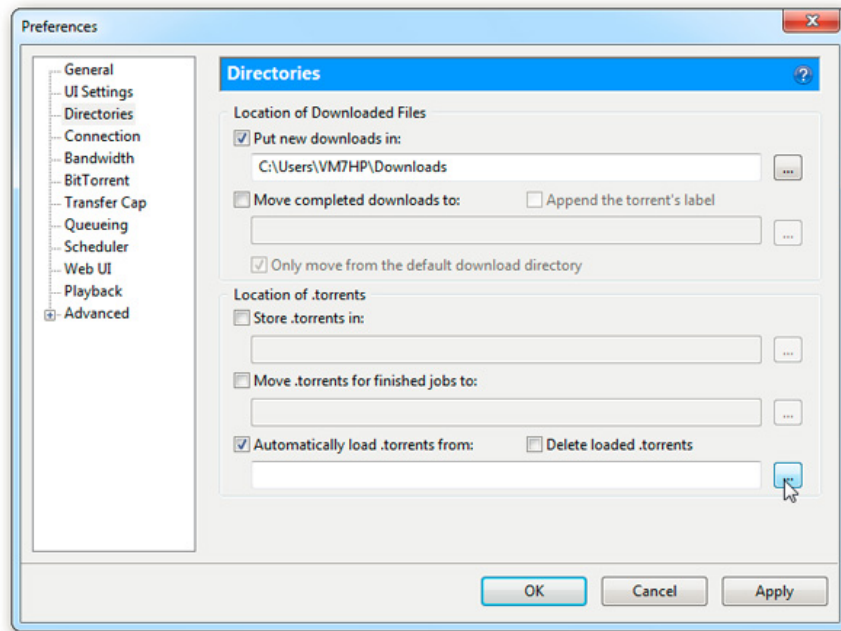 Preferences
General
UI Settings
Directories
Connection
Bandwidth
BitTorrent
Transfer Cap
Queueing
Scheduler
Web UI
Playback
Advanced
Directories
Location of Downloaded Files
Put new downloads in:
C:\Users\VM7HP\Downloads
...
Move completed downloads to: Append the torrent's label
...
Only move from the default download directory
Location of .torrents
Store .torrents in:
...
Move .torrents for finished jobs to:
...
Automatically load .torrents from: Delete loaded .torrents
...
OK Cancel Apply